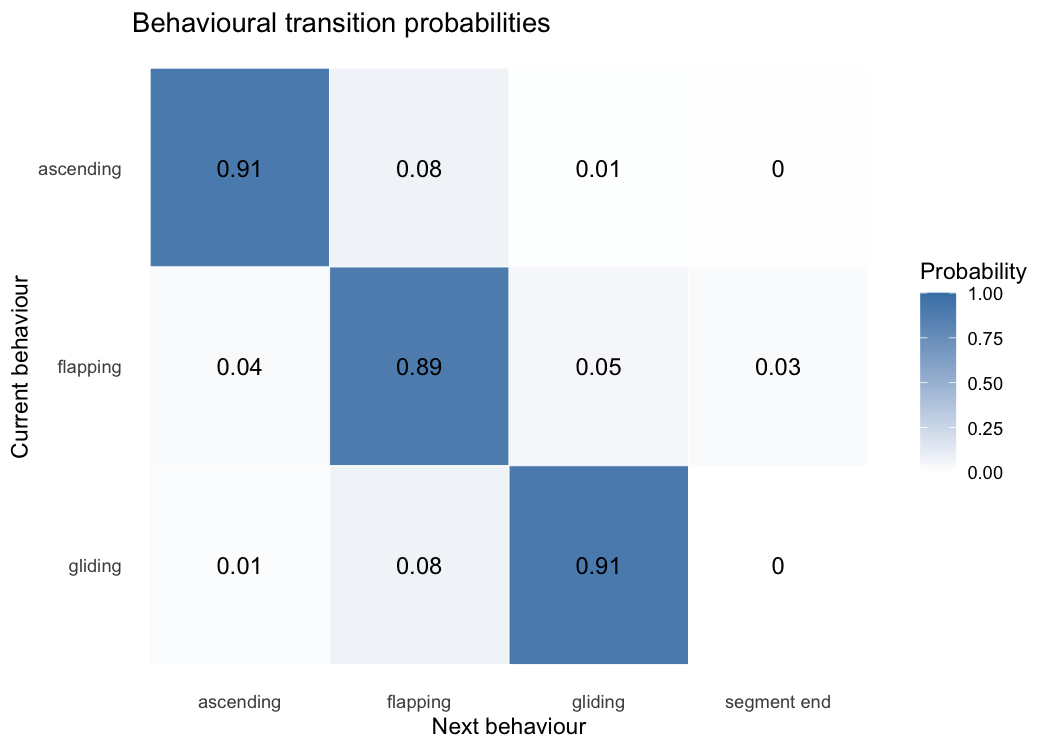 Behavioural transition probabilities
Current behaviour
ascending 0.91 0.08 0.01 0
flapping 0.04 0.89 0.05 0.03
gliding 0.01 0.08 0.91 0
ascending flapping gliding segment end
Next behaviour
Probability
1.00
0.75
0.50
0.25
0.00